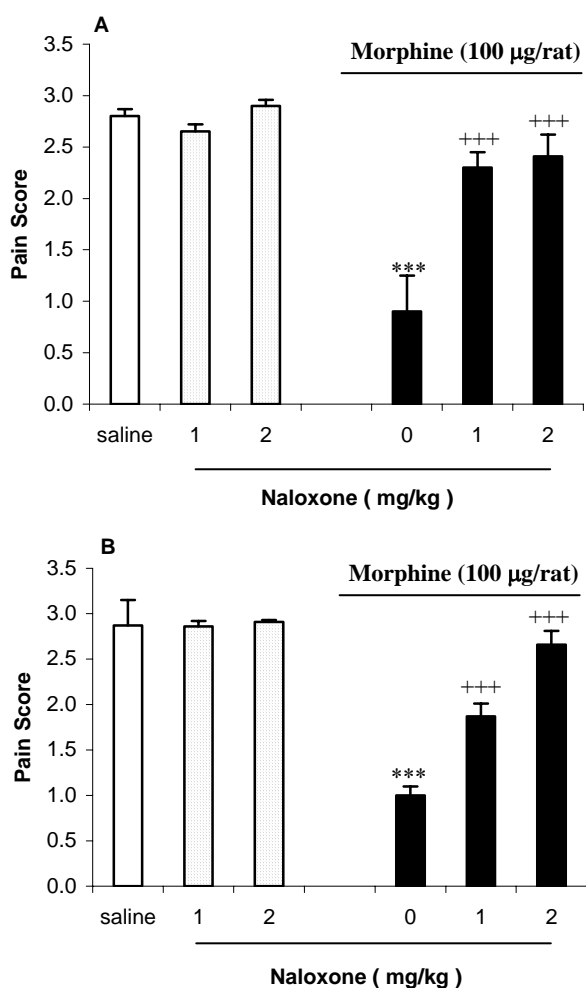 A
Morphine (100 µg/rat)
3.5
3.0
2.5
2.0
1.5
1.0
0.5
0.0
Pain Score
***
+++
+++
saline 1 2 0 1 2
Naloxone ( mg/kg )
B
Morphine (100 µg/rat)
3.5
3.0
2.5
2.0
1.5
1.0
0.5
0.0
Pain Score
***
+++
+++
saline 1 2 0 1 2
Naloxone ( mg/kg )